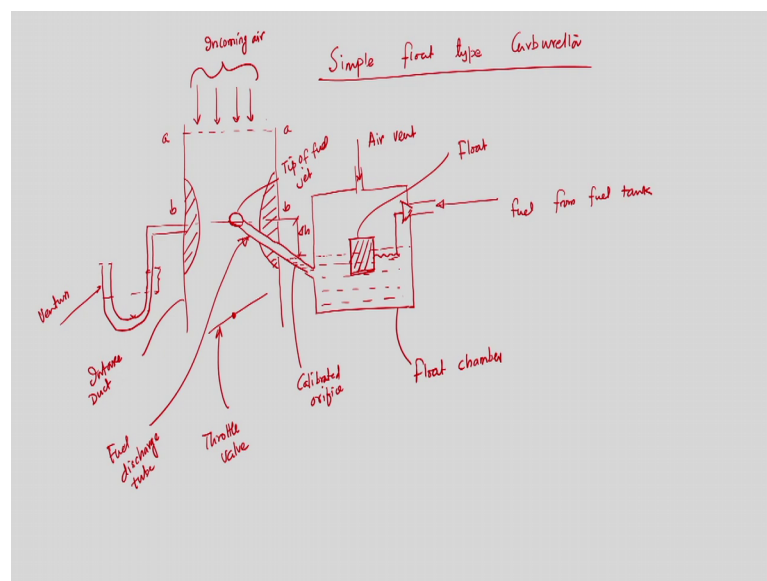 Simple float type Carburettor
Incoming air
a
a
Tip of fuel
jet
Air vent
Float
fuel from fuel tank
b
b
Δh
Venturi
Intake
Duct
Fuel
discharge
tube
Throttle
valve
Calibrated
orifice
Float chamber